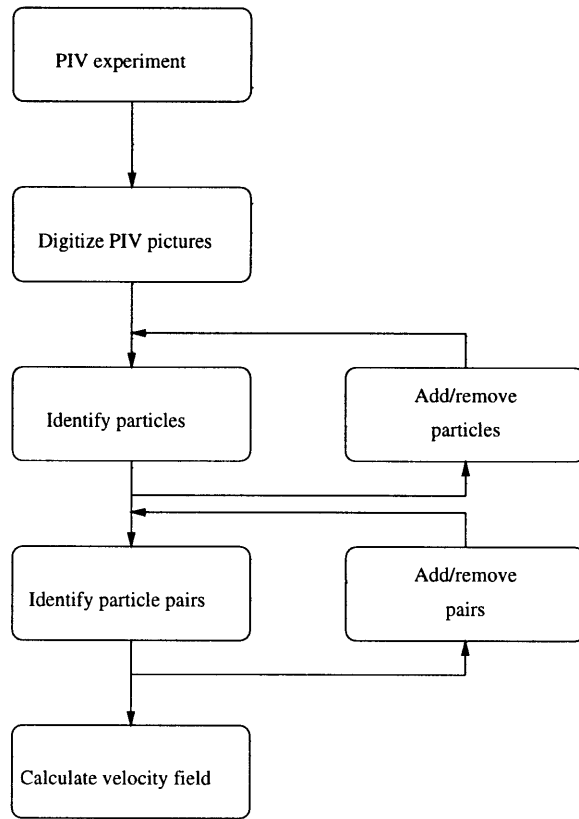 PIV experiment
Digitize PIV pictures
Identify particles
Add/remove
particles
Identify particle pairs
Add/remove
pairs
Calculate velocity field